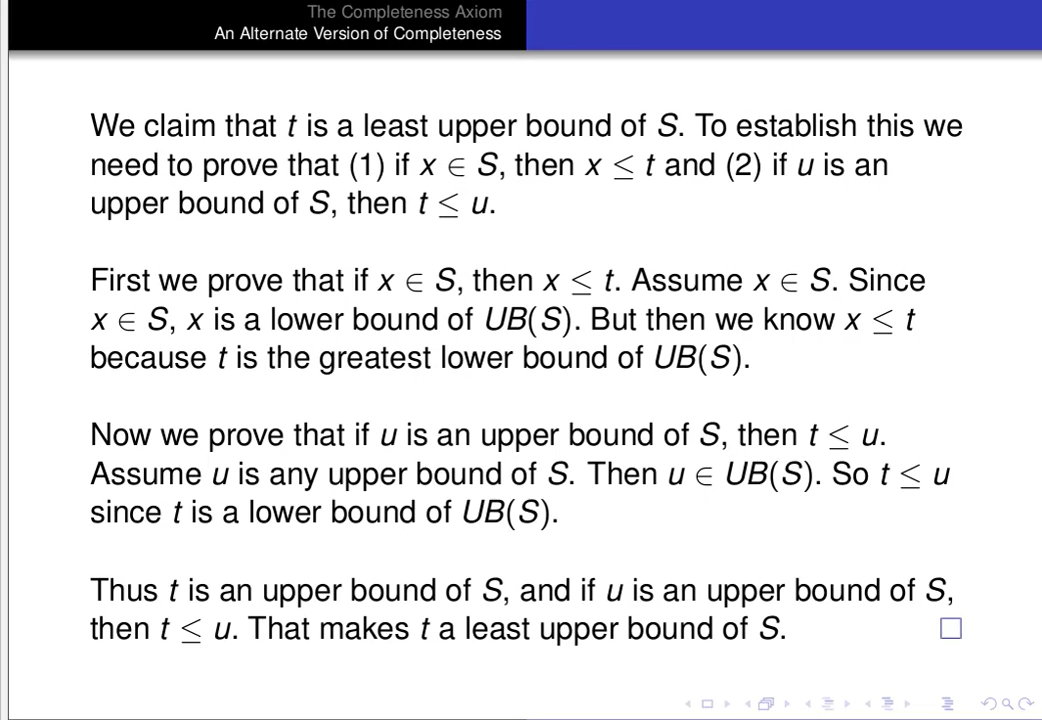 The Completeness Axiom
An Alternate Version of Completeness
We claim that t is a least upper bound of S. To establish this we
need to prove that (1) if x ∈ S, then x ≤ t and (2) if u is an
upper bound of S, then t ≤ u.
First we prove that if x ∈ S, then x ≤ t. Assume x ∈ S. Since
x ∈ S, x is a lower bound of UB(S). But then we know x ≤ t
because t is the greatest lower bound of UB(S).
Now we prove that if u is an upper bound of S, then t ≤ u.
Assume u is any upper bound of S. Then u ∈ UB(S). So t ≤ u
since t is a lower bound of UB(S).
Thus t is an upper bound of S, and if u is an upper bound of S,
then t ≤ u. That makes t a least upper bound of S. □